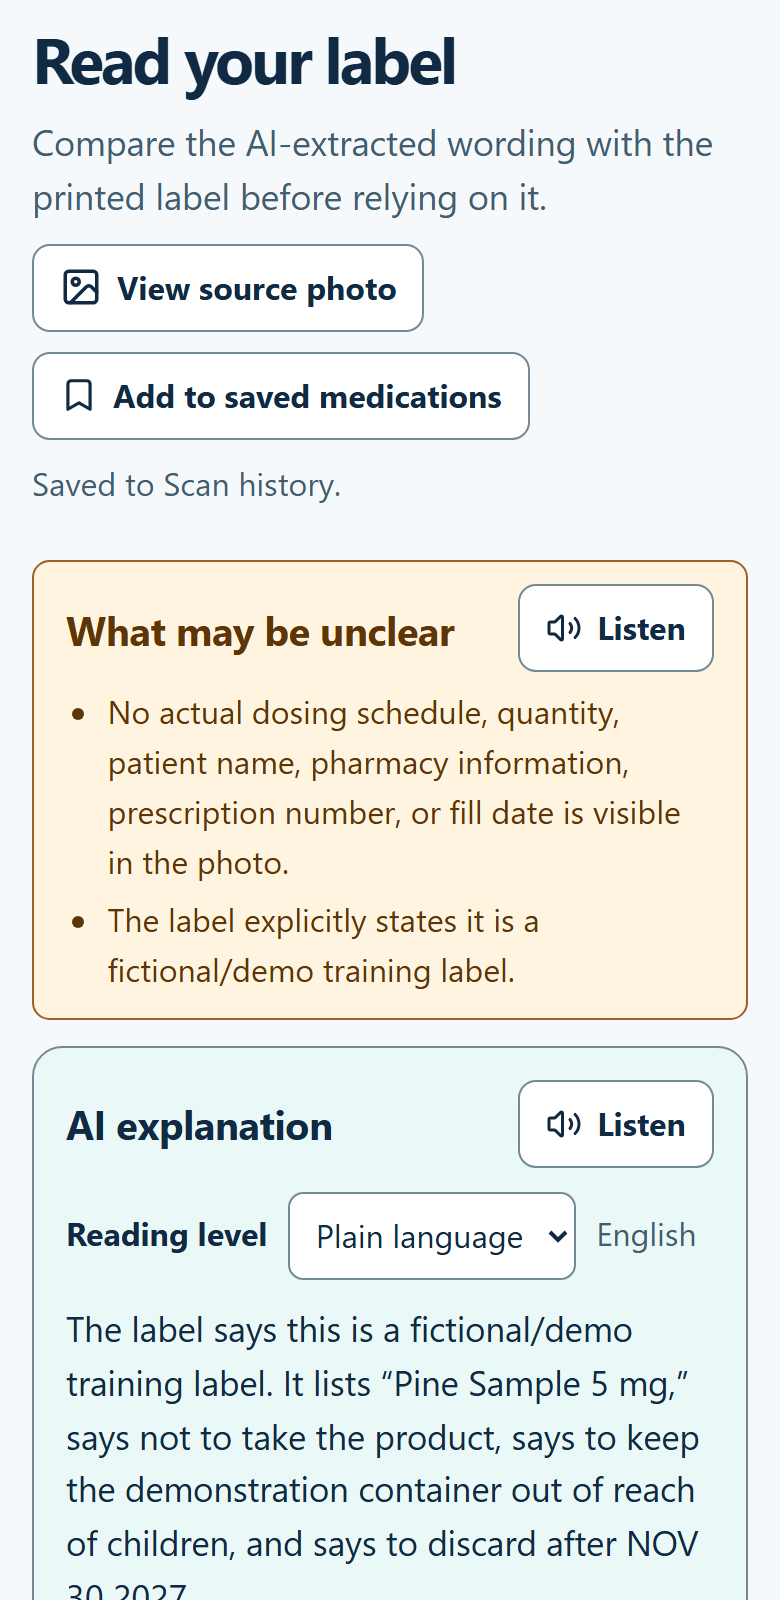 Read your label
Compare the AI-extracted wording with the
printed label before relying on it.
View source photo
Add to saved medications
Saved to Scan history.
What may be unclear
Listen
No actual dosing schedule, quantity,
patient name, pharmacy information,
prescription number, or fill date is visible
in the photo.
The label explicitly states it is a
fictional/demo training label.
AI explanation
Listen
Reading level
Plain language
English
The label says this is a fictional/demo
training label. It lists “Pine Sample 5 mg,”
says not to take the product, says to keep
the demonstration container out of reach
of children, and says to discard after NOV
30 2027